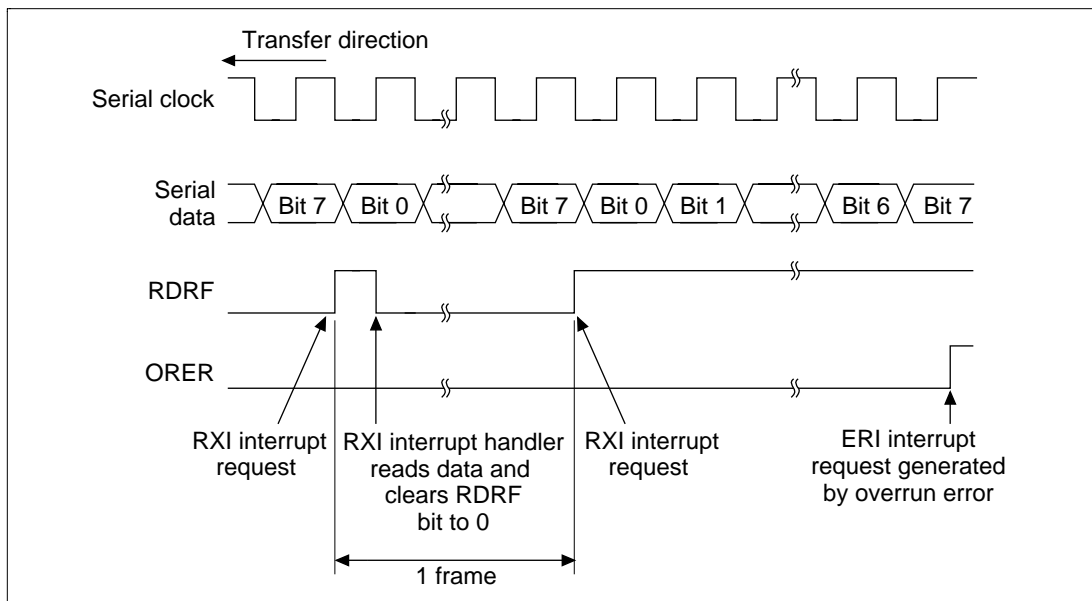 Transfer direction
Serial clock
Serial
data
Bit 7
Bit 0
Bit 7
Bit 0
Bit 1
Bit 6
Bit 7
RDRF
ORER
RXI interrupt
request
RXI interrupt handler
reads data and
clears RDRF
bit to 0
RXI interrupt
request
ERI interrupt
request generated
by overrun error
1 frame